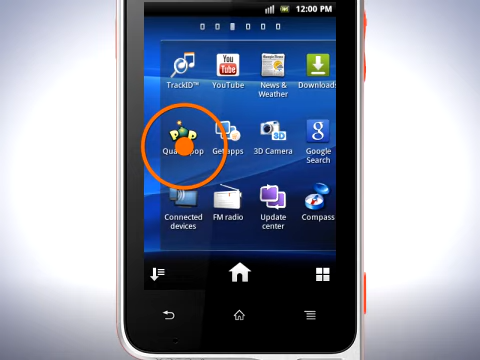 12:00 PM
TrackID™
YouTube
News & Weather
Downloads
Get apps
3D Camera
Google Search
Connected devices
FM radio
Update center
Compass